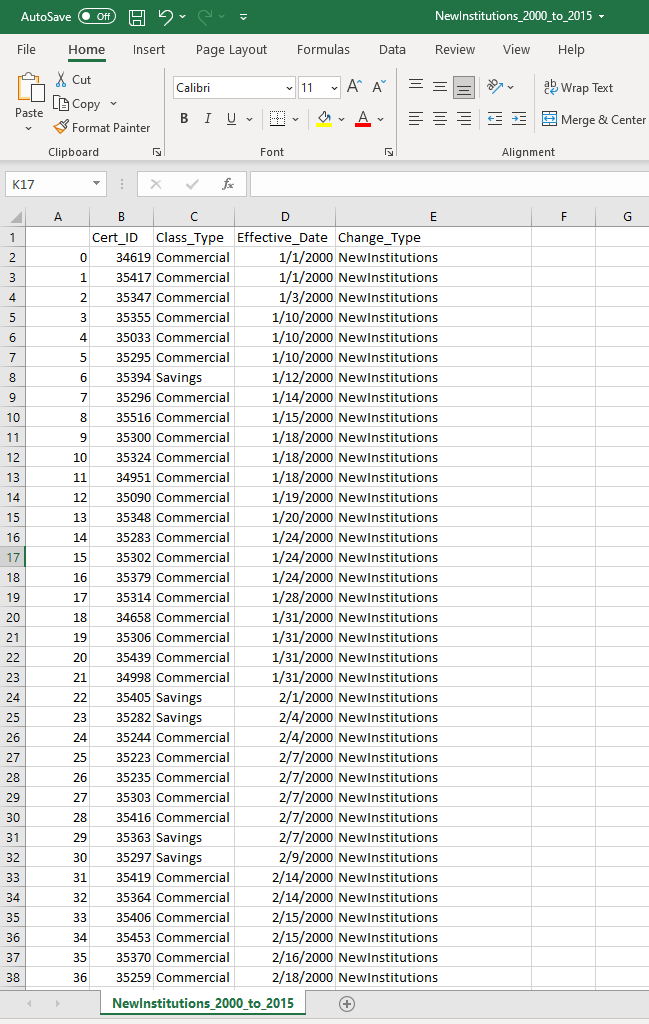 AutoSave Off NewInstitutions_2000_to_2015
File Home Insert Page Layout Formulas Data Review View Help
Cut
Calibri 11 A A ab Wrap Text
Copy
Paste
Format Painter B I U A Merge & Center
Clipboard Font Alignment
K17 fx
A B C D E F G
1 Cert_ID Class_Type Effective_Date Change_Type
2 0 34619 Commercial 1/1/2000 NewInstitutions
3 1 35417 Commercial 1/1/2000 NewInstitutions
4 2 35347 Commercial 1/3/2000 NewInstitutions
5 3 35355 Commercial 1/10/2000 NewInstitutions
6 4 35033 Commercial 1/10/2000 NewInstitutions
7 5 35295 Commercial 1/10/2000 NewInstitutions
8 6 35394 Savings 1/12/2000 NewInstitutions
9 7 35296 Commercial 1/14/2000 NewInstitutions
10 8 35516 Commercial 1/15/2000 NewInstitutions
11 9 35300 Commercial 1/18/2000 NewInstitutions
12 10 35324 Commercial 1/18/2000 NewInstitutions
13 11 34951 Commercial 1/18/2000 NewInstitutions
14 12 35090 Commercial 1/19/2000 NewInstitutions
15 13 35348 Commercial 1/20/2000 NewInstitutions
16 14 35283 Commercial 1/24/2000 NewInstitutions
17 15 35302 Commercial 1/24/2000 NewInstitutions
18 16 35379 Commercial 1/24/2000 NewInstitutions
19 17 35314 Commercial 1/28/2000 NewInstitutions
20 18 34658 Commercial 1/31/2000 NewInstitutions
21 19 35306 Commercial 1/31/2000 NewInstitutions
22 20 35439 Commercial 1/31/2000 NewInstitutions
23 21 34998 Commercial 1/31/2000 NewInstitutions
24 22 35405 Savings 2/1/2000 NewInstitutions
25 23 35282 Savings 2/4/2000 NewInstitutions
26 24 35244 Commercial 2/4/2000 NewInstitutions
27 25 35223 Commercial 2/7/2000 NewInstitutions
28 26 35235 Commercial 2/7/2000 NewInstitutions
29 27 35303 Commercial 2/7/2000 NewInstitutions
30 28 35416 Commercial 2/7/2000 NewInstitutions
31 29 35363 Savings 2/7/2000 NewInstitutions
32 30 35297 Savings 2/9/2000 NewInstitutions
33 31 35419 Commercial 2/14/2000 NewInstitutions
34 32 35364 Commercial 2/14/2000 NewInstitutions
35 33 35406 Commercial 2/15/2000 NewInstitutions
36 34 35453 Commercial 2/15/2000 NewInstitutions
37 35 35370 Commercial 2/16/2000 NewInstitutions
38 36 35259 Commercial 2/18/2000 NewInstitutions
NewInstitutions_2000_to_2015